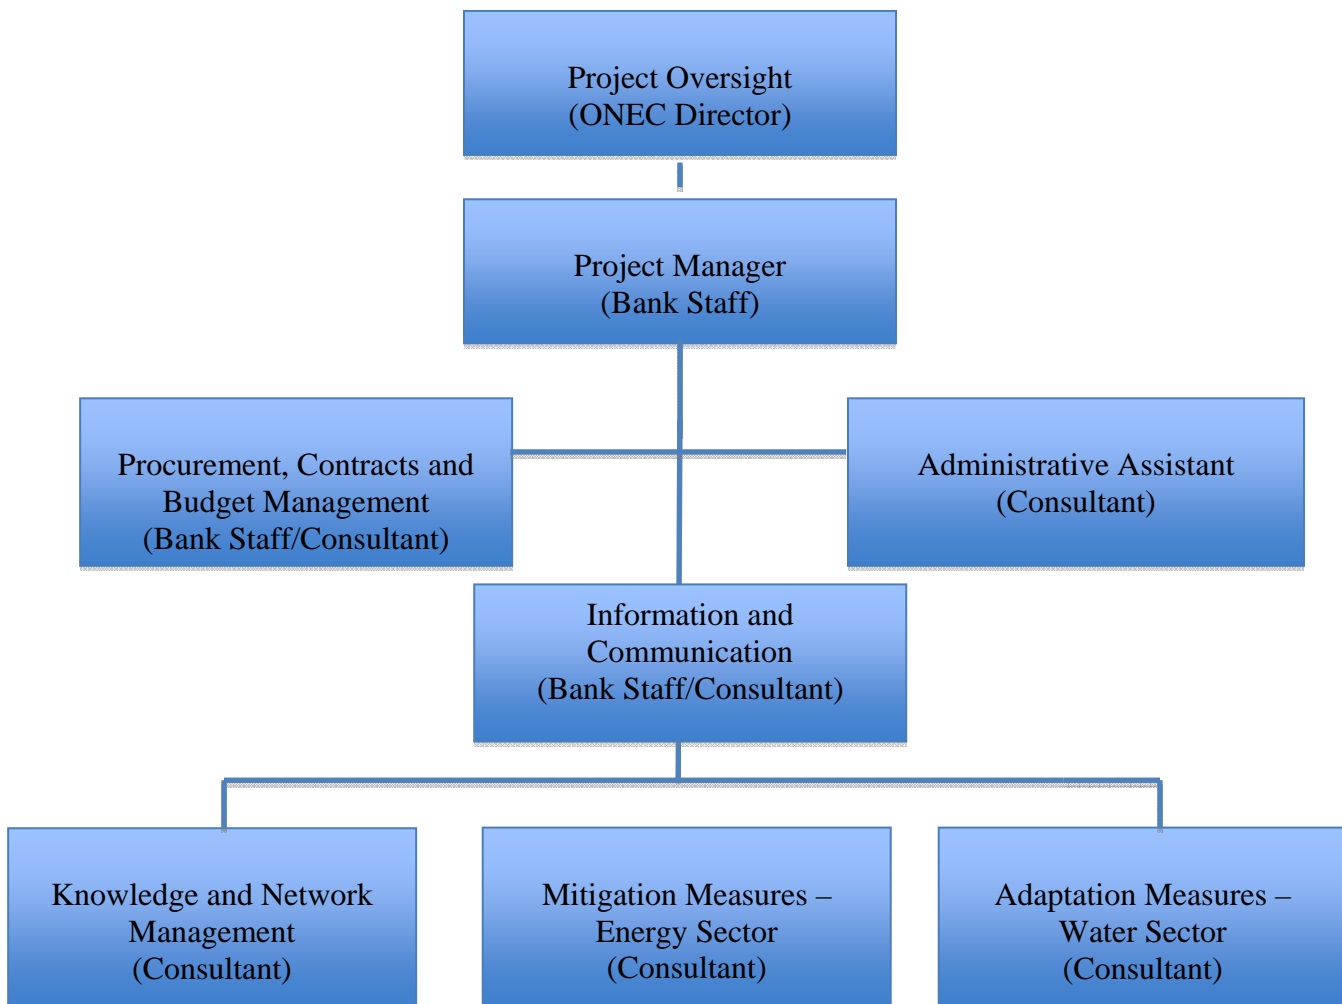 Project Oversight
(ONEC Director)
Project Manager
(Bank Staff)
Procurement, Contracts and
Budget Management
(Bank Staff/Consultant)
Administrative Assistant
(Consultant)
Information and
Communication
(Bank Staff/Consultant)
Knowledge and Network
Management
(Consultant)
Mitigation Measures –
Energy Sector
(Consultant)
Adaptation Measures –
Water Sector
(Consultant)